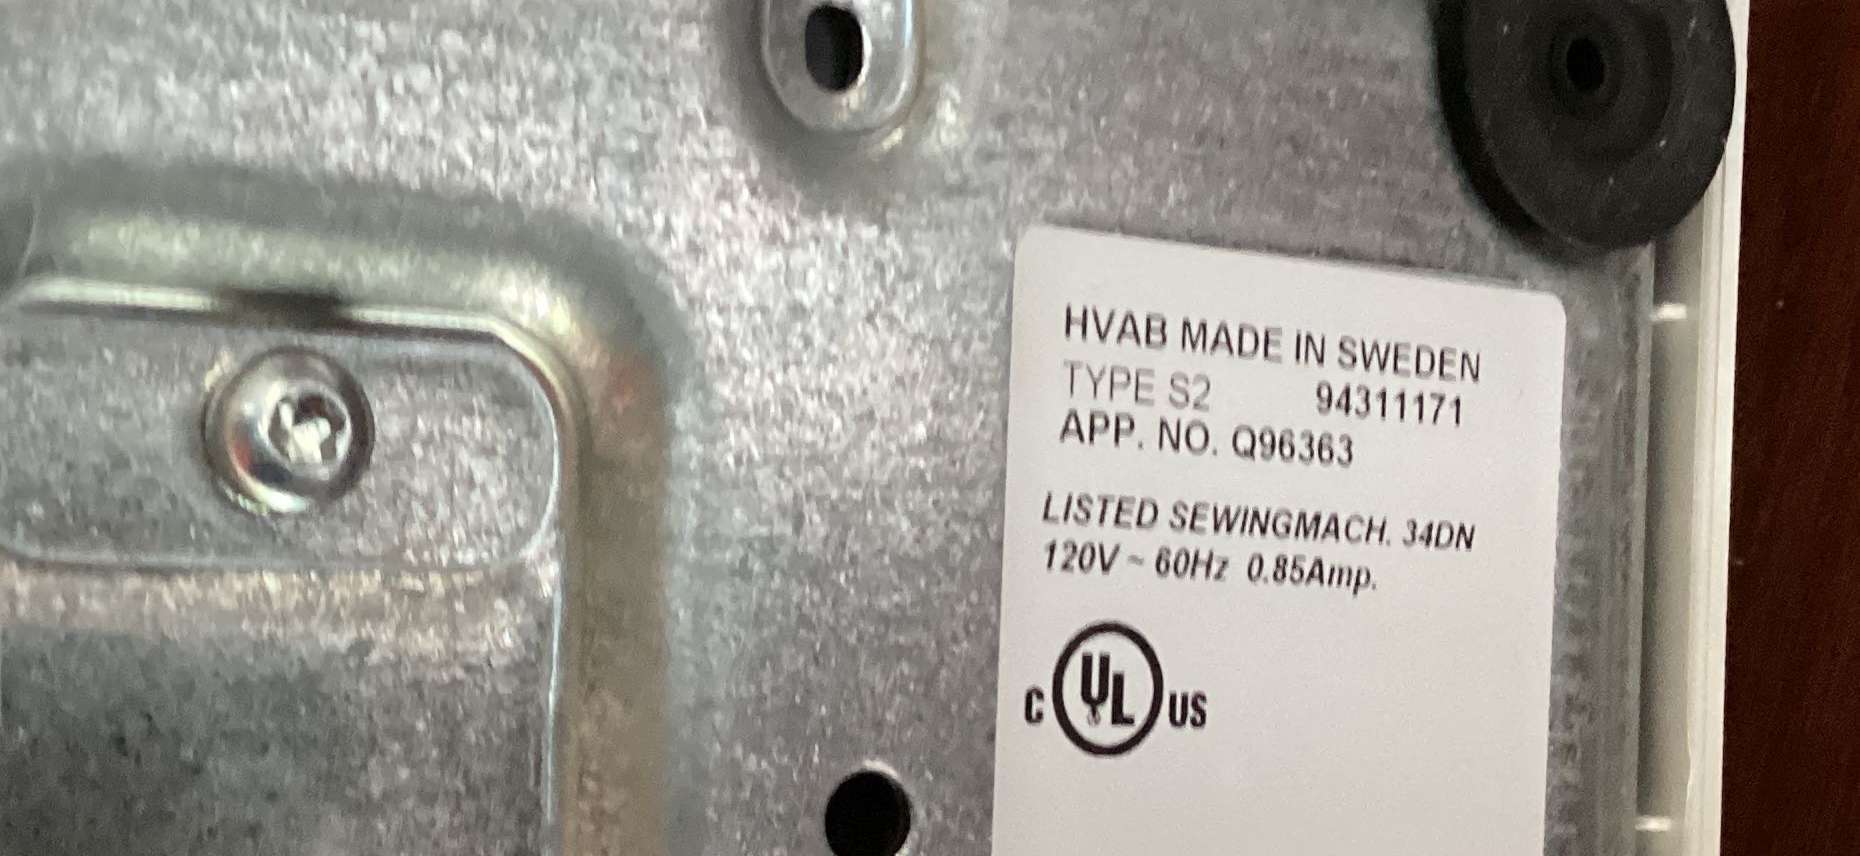 HVAB MADE IN SWEDEN
TYPE S2 94311171
APP. NO. Q96363
LISTED SEWINGMACH. 34DN
120V ~ 60Hz 0.85Amp.
C UL US